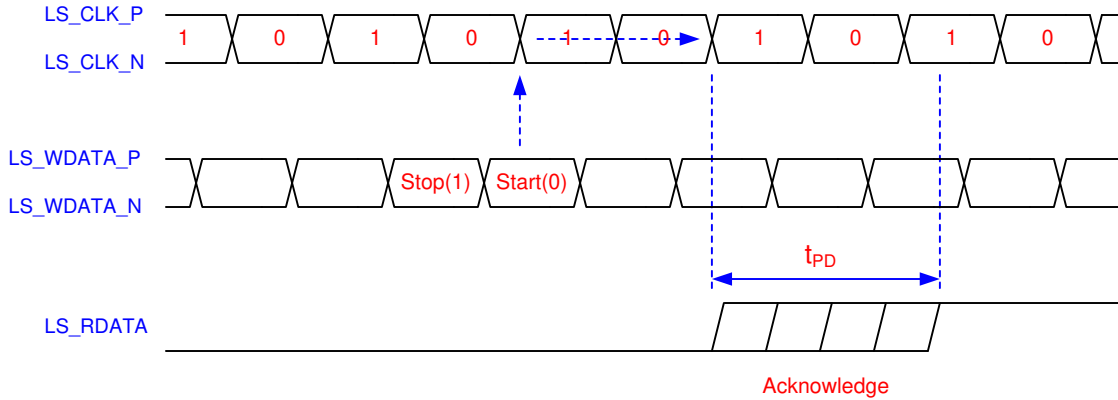 LS_CLK_P
1 0 1 0 1 0 1 0 1 0
LS_CLK_N
LS_WDATA_P
Stop(1) Start(0)
LS_WDATA_N
tPD
LS_RDATA
Acknowledge